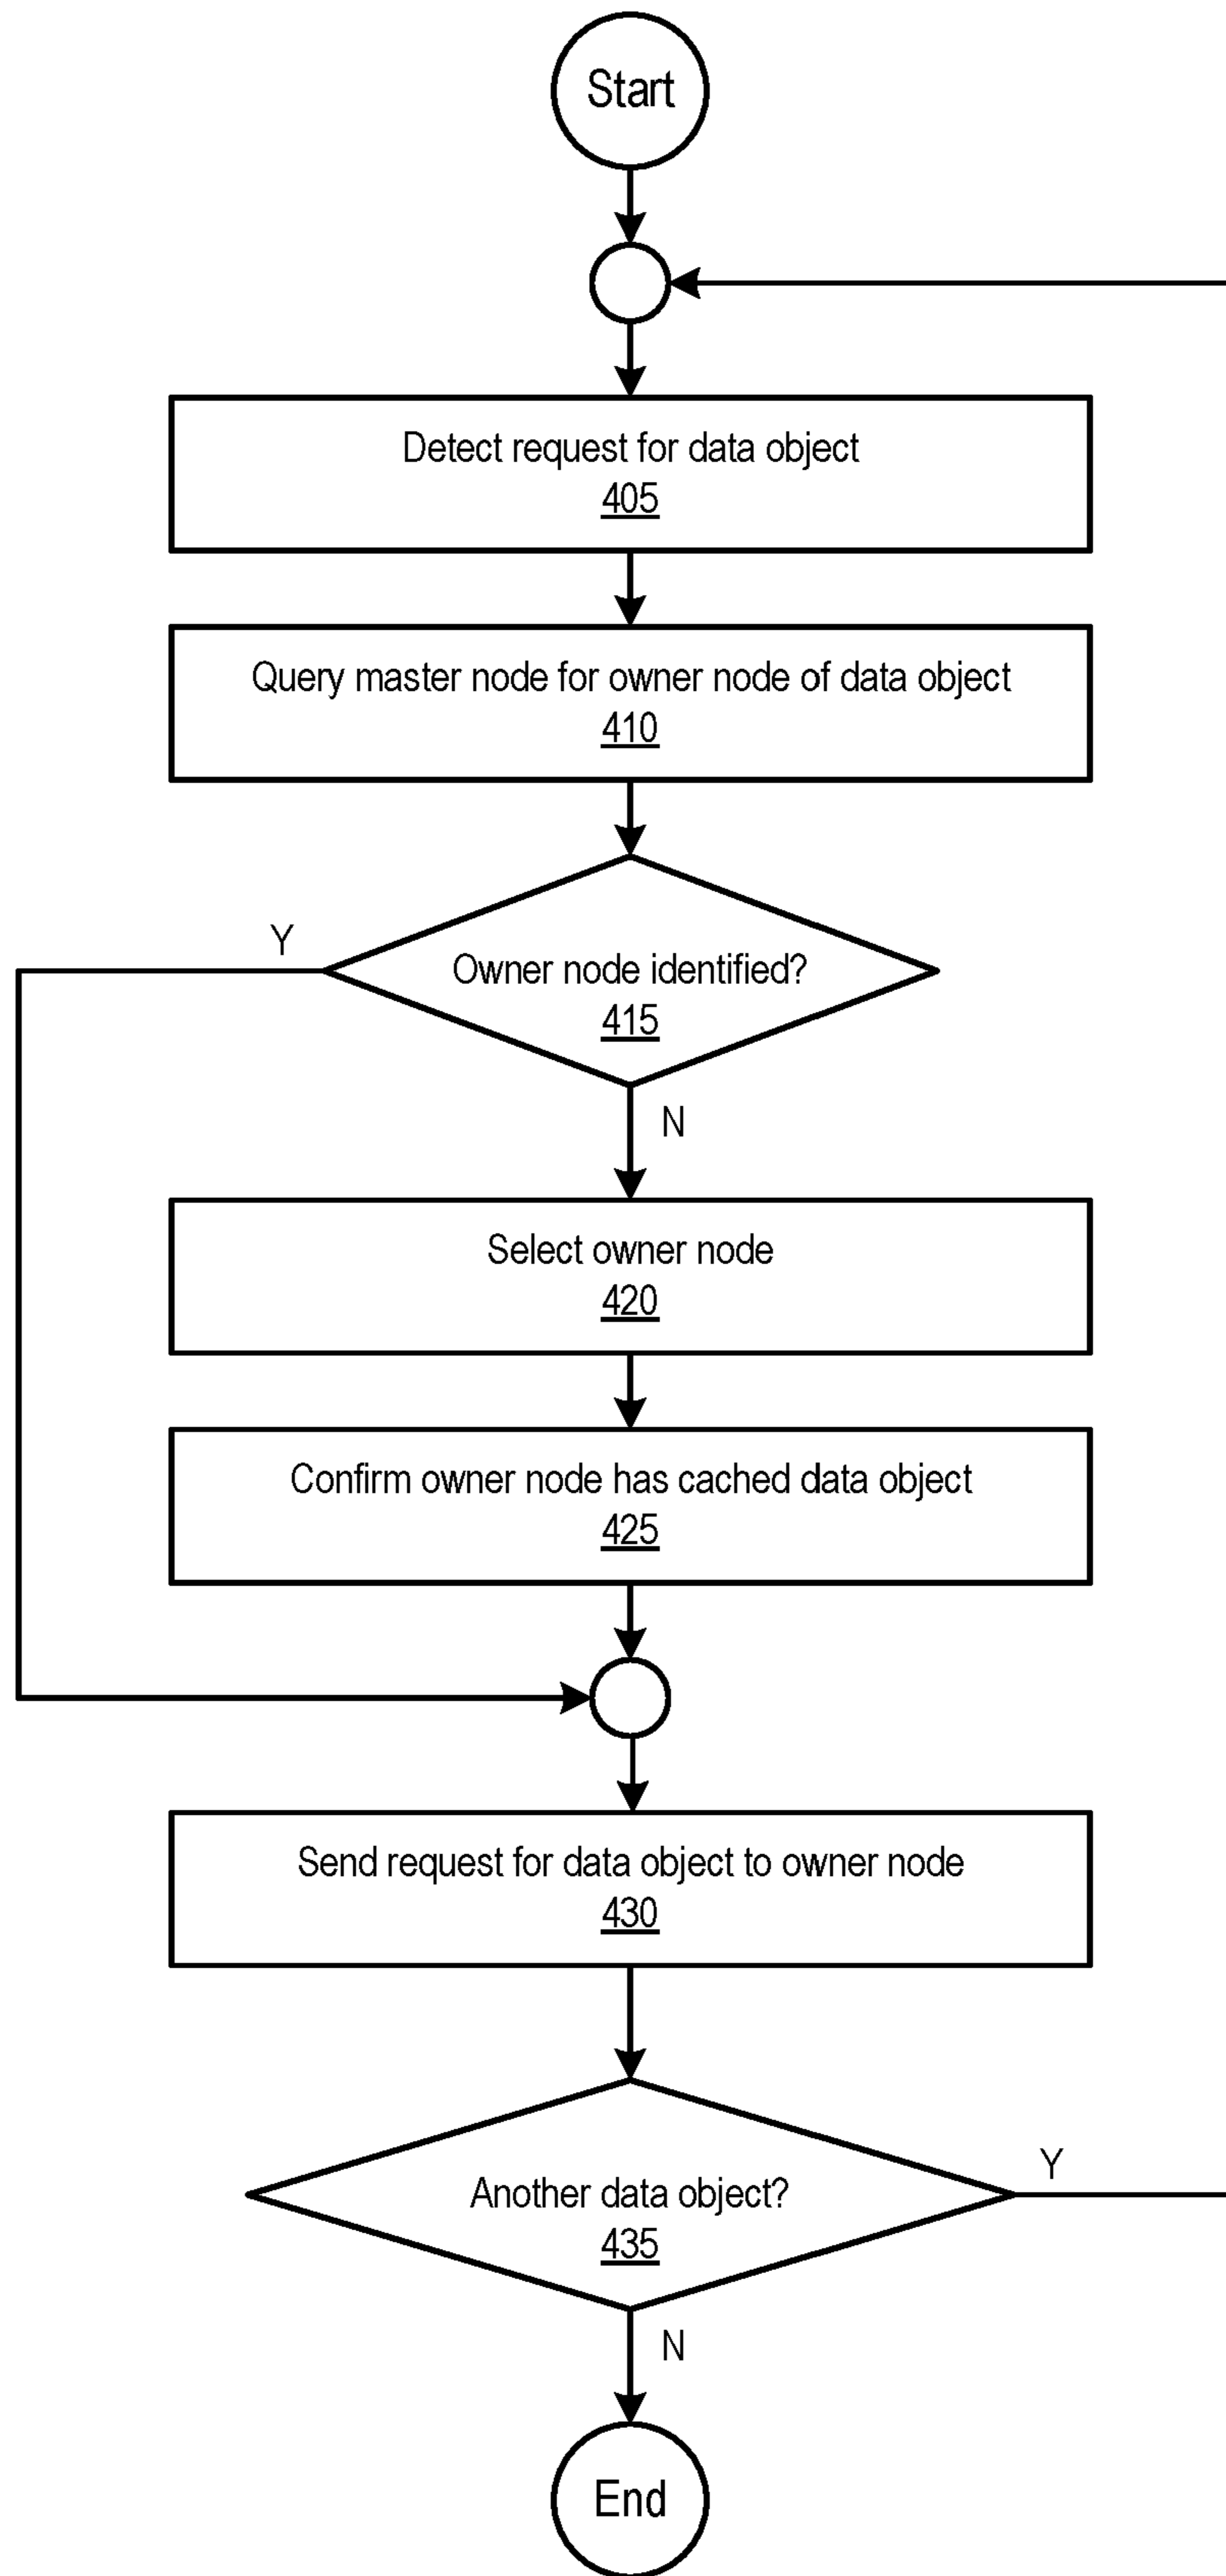 Start
Detect request for data object
405
Query master node for owner node of data object
410
Y
Owner node identified?
415
N
Select owner node
420
Confirm owner node has cached data object
425
Send request for data object to owner node
430
Y
Another data object?
435
N
End